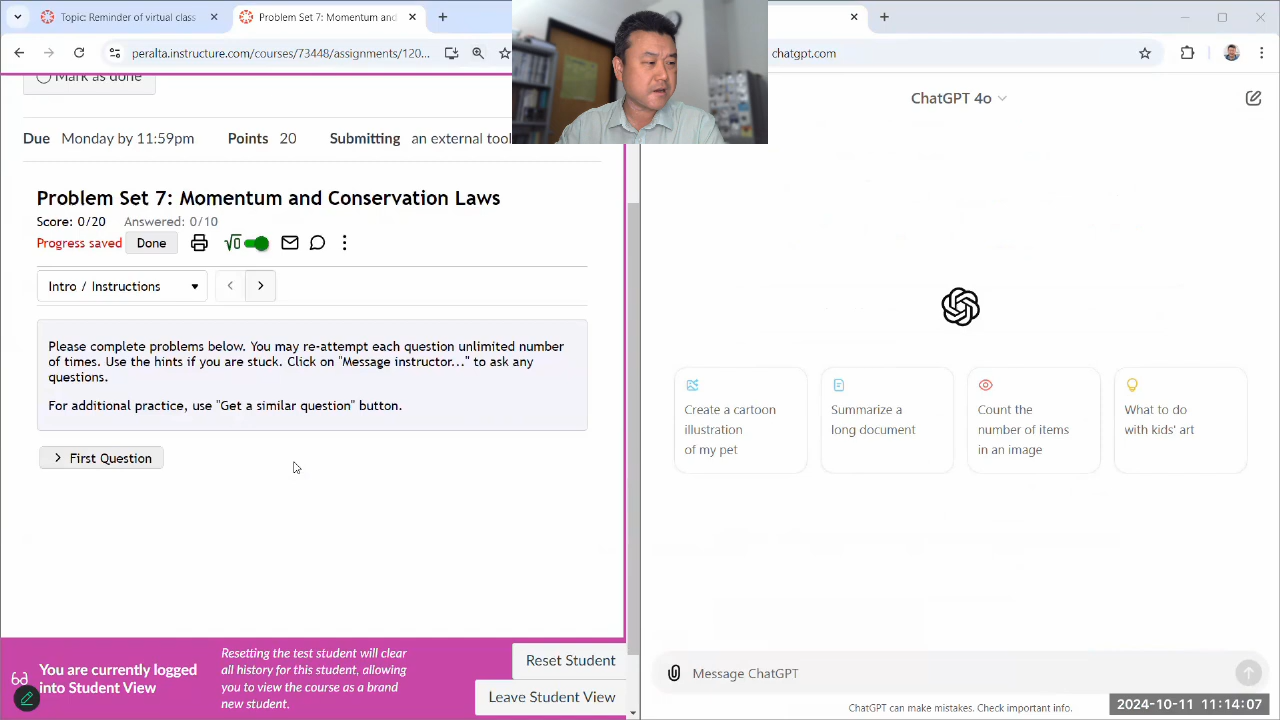 Topic: Reminder of virtual class
Problem Set 7: Momentum and
peralta.instructure.com/courses/73448/assignments/120...
chatgpt.com
Mark as done
Due Monday by 11:59pm Points 20 Submitting an external tool
Problem Set 7: Momentum and Conservation Laws
Score: 0/20 Answered: 0/10
Progress saved Done √0
Intro / Instructions
Please complete problems below. You may re-attempt each question unlimited number
of times. Use the hints if you are stuck. Click on "Message instructor..." to ask any
questions.
For additional practice, use "Get a similar question" button.
First Question
You are currently logged
into Student View
Resetting the test student will clear
all history for this student, allowing
you to view the course as a brand
new student.
Reset Student
Leave Student View
ChatGPT 4o
Create a cartoon
illustration
of my pet
Summarize a
long document
Count the
number of items
in an image
What to do
with kids' art
Message ChatGPT
ChatGPT can make mistakes. Check important info.
2024-10-11 11:14:07